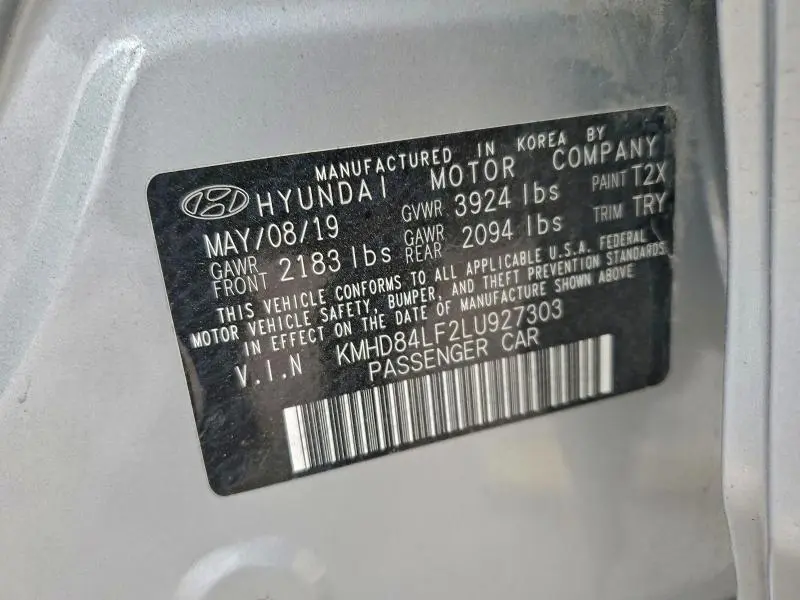 MANUFACTURED IN KOREA BY
HYUNDAI MOTOR COMPANY
MAY/08/19 GVWR 3924 lbs PAINT T2X
GAWR FRONT 2183 lbs GAWR REAR 2094 lbs TRIM TRY
THIS VEHICLE CONFORMS TO ALL APPLICABLE U.S.A. FEDERAL
MOTOR VEHICLE SAFETY, BUMPER, AND THEFT PREVENTION STANDARDS
IN EFFECT ON THE DATE OF MANUFACTURE SHOWN ABOVE
V.I.N KMHD84LF2LU927303
PASSENGER CAR